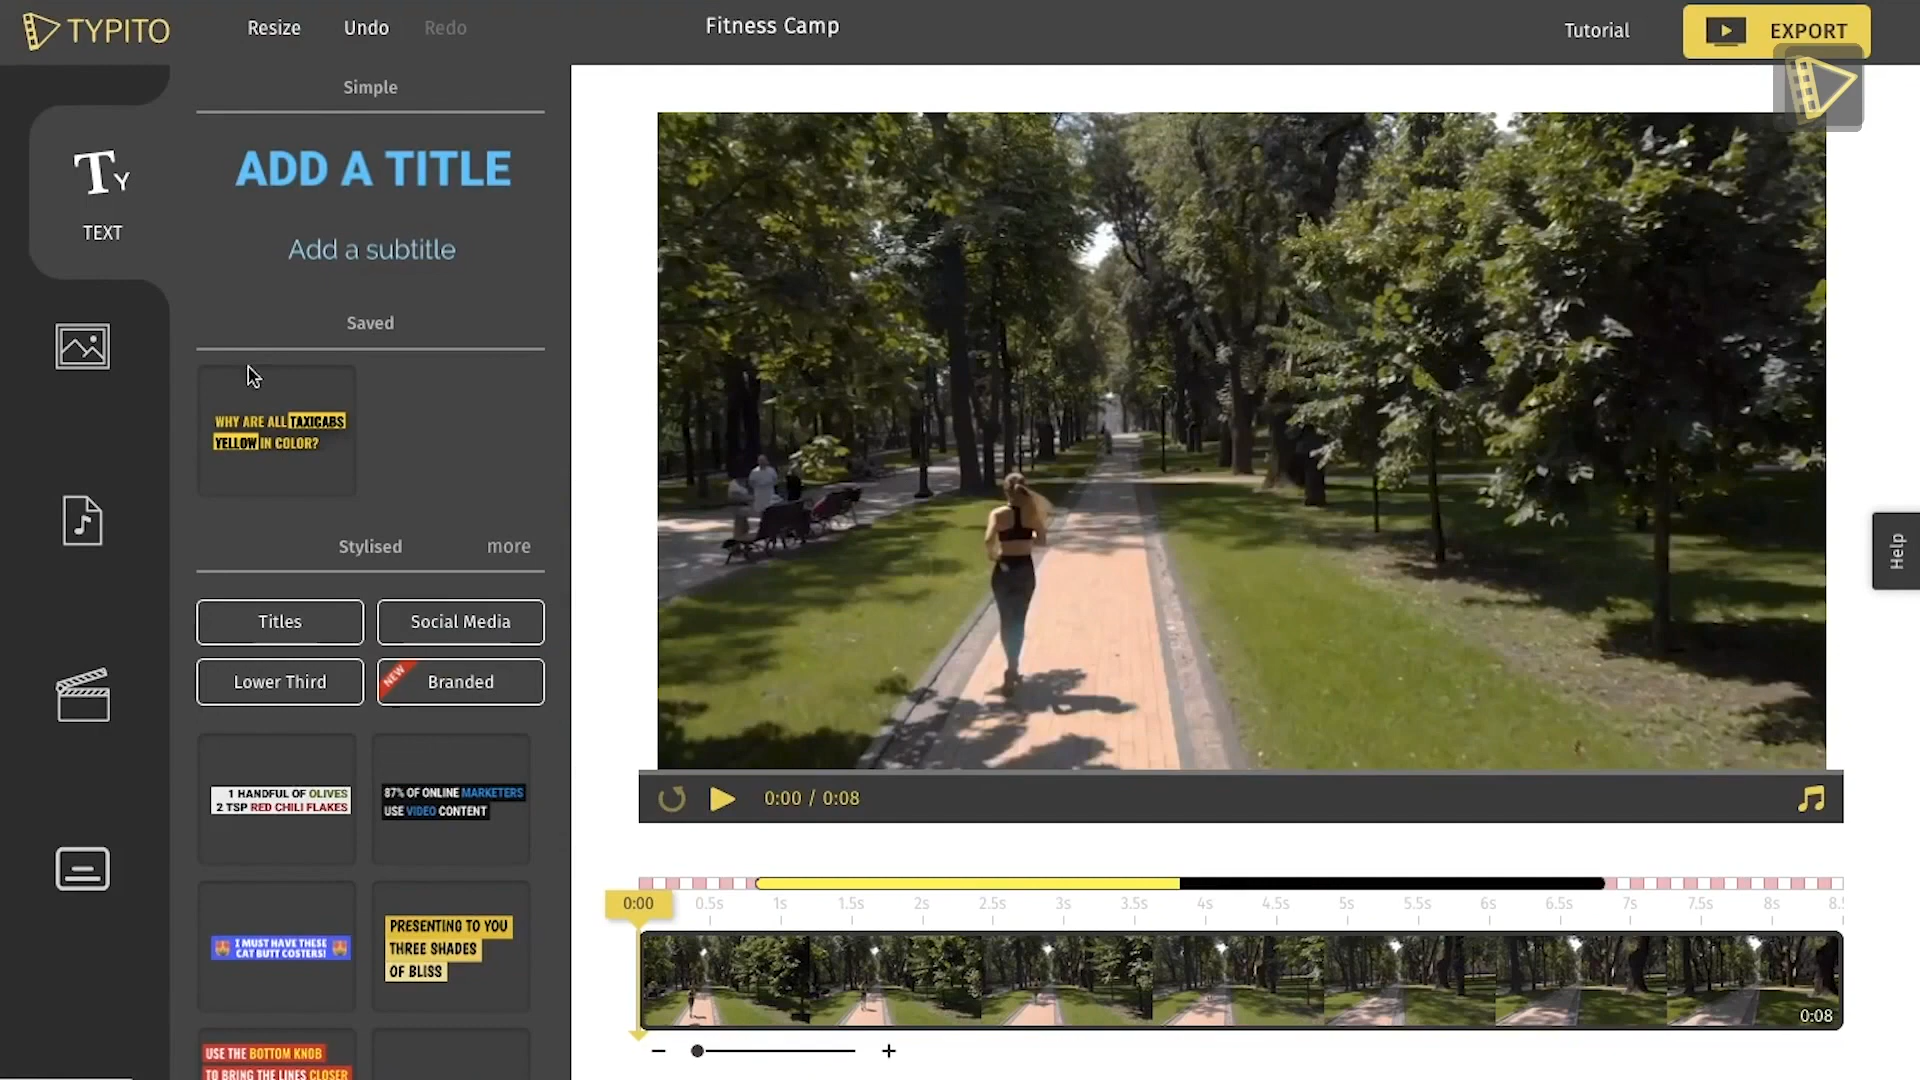 TYPITO
Resize
Undo
Redo
Fitness Camp
Tutorial
EXPORT
Simple
ADD A TITLE
Add a subtitle
TY
TEXT
Saved
WHY ARE ALL TAXICABS
YELLOW IN COLOR?
Stylised
more
Titles
Social Media
Lower Third
NEW
Branded
1 HANDFUL OF OLIVES
2 TSP RED CHILI FLAKES
87% OF ONLINE MARKETERS
USE VIDEO CONTENT
I MUST HAVE THESE
CAT BUTT COSTERS!
PRESENTING TO YOU
THREE SHADES
OF BLISS
USE THE BOTTOM KNOB
TO BRING THE LINES CLOSER
Help
0:00 / 0:08
0:00
0.5s
1s
1.5s
2s
2.5s
3s
3.5s
4s
4.5s
5s
5.5s
6s
6.5s
7s
7.5s
8s
8.
0:08